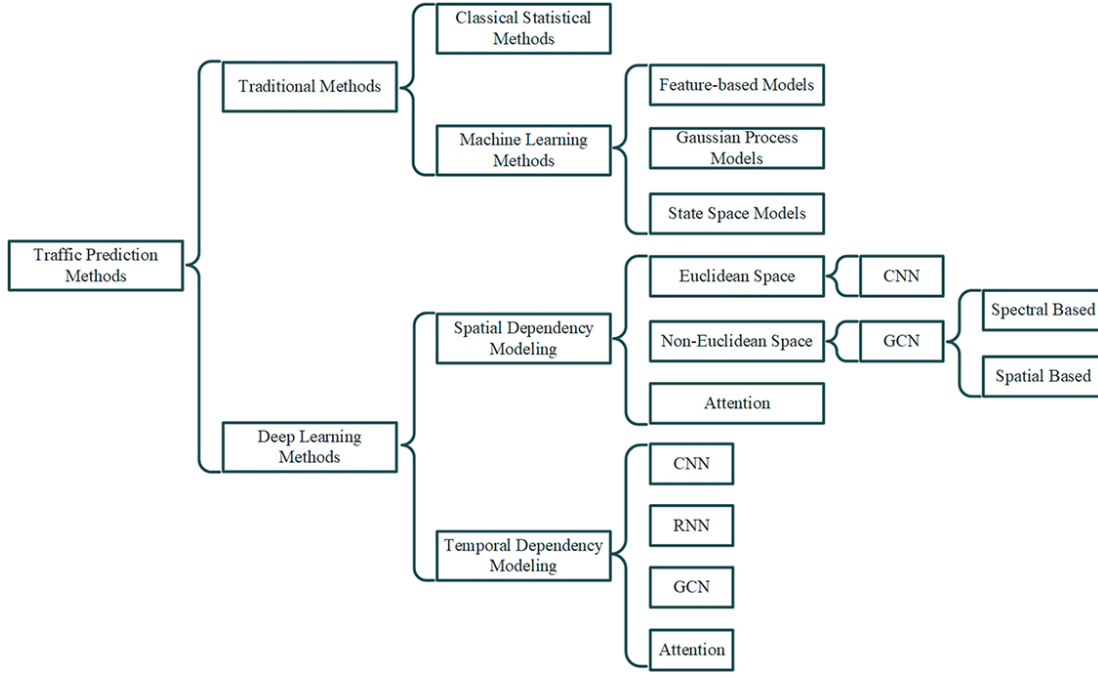 Classical Statistical
Methods
Traditional Methods
Feature-based Models
Machine Learning
Methods
Gaussian Process
Models
State Space Models
Traffic Prediction
Methods
Euclidean Space
CNN
Spectral Based
Spatial Dependency
Modeling
Non-Euclidean Space
GCN
Spatial Based
Attention
Deep Learning
Methods
CNN
RNN
Temporal Dependency
Modeling
GCN
Attention